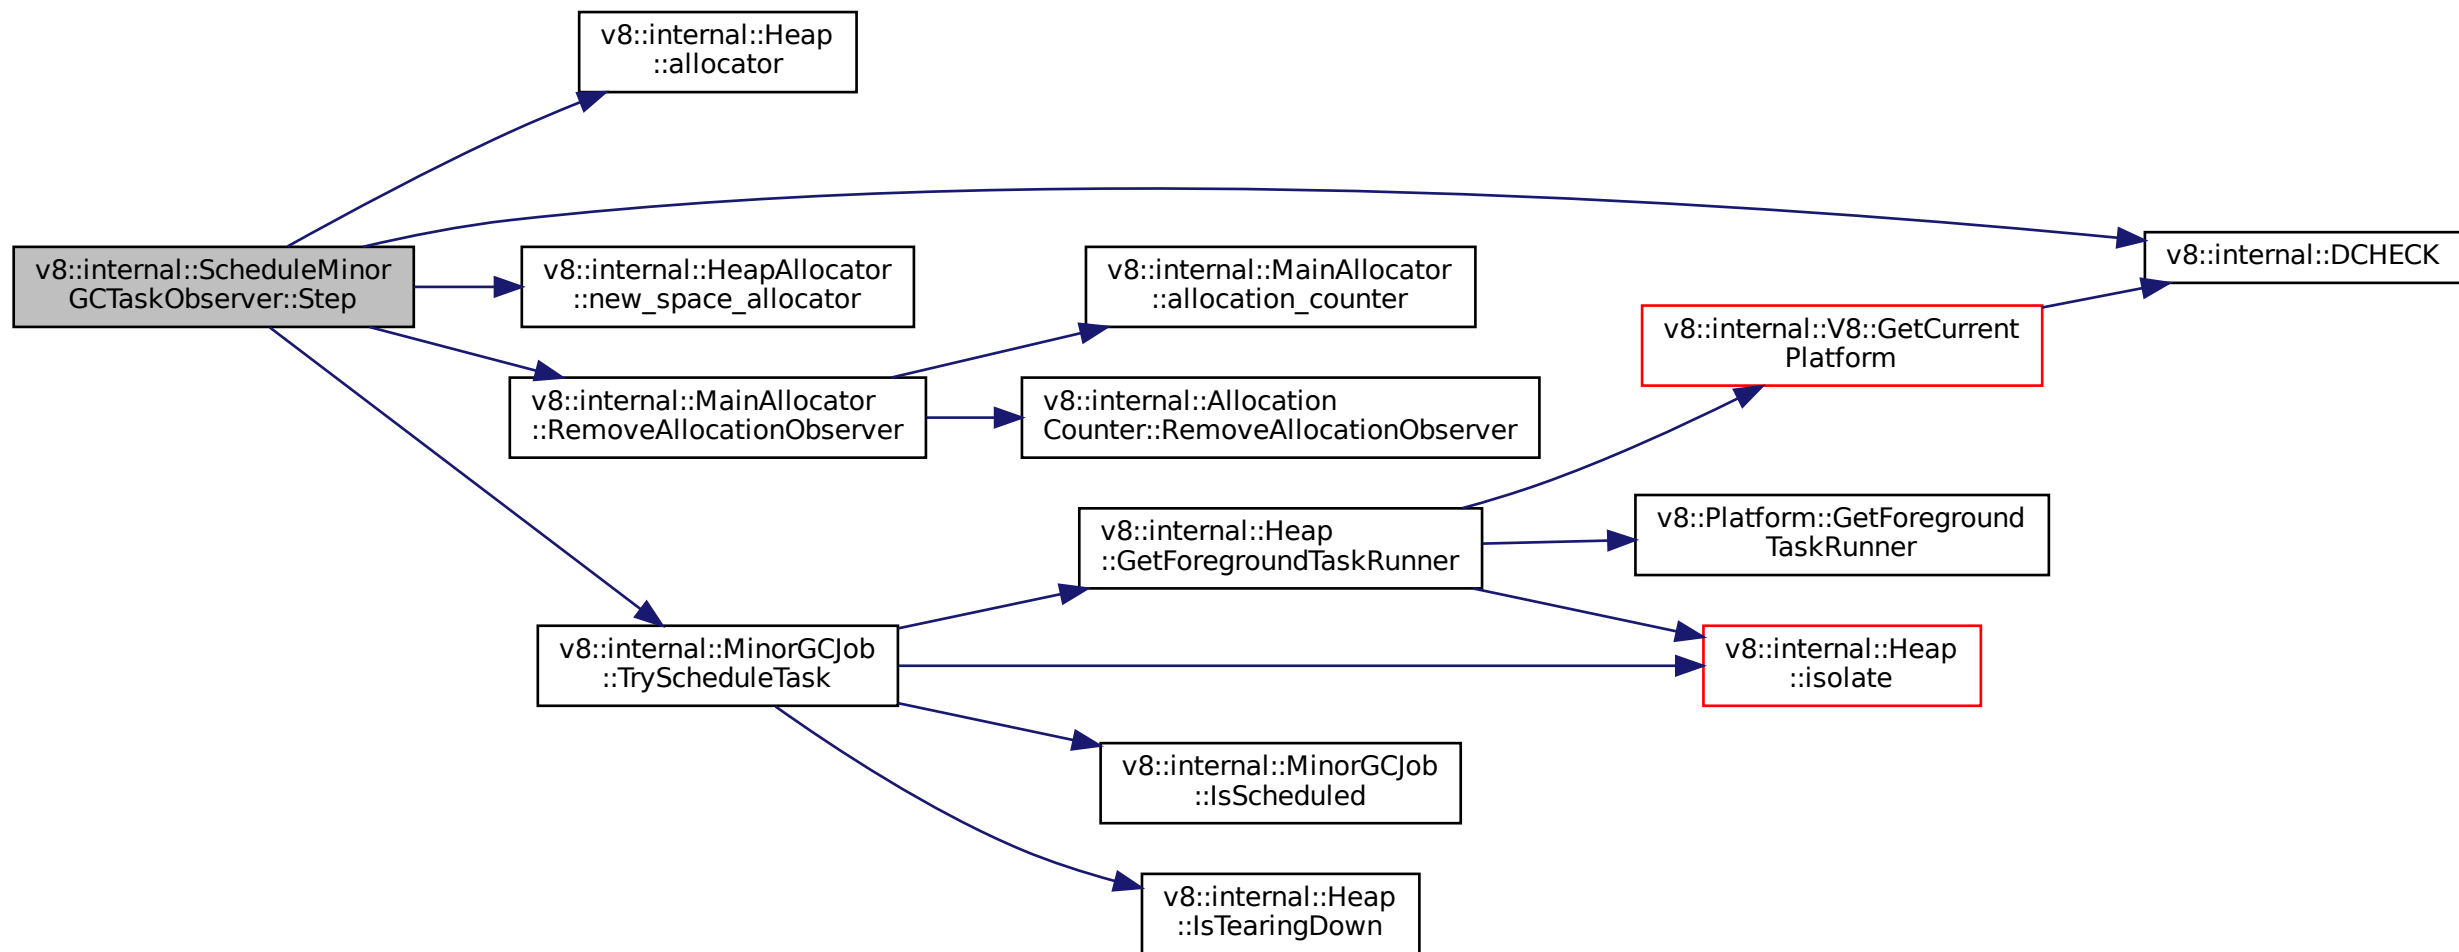 v8::internal::Heap
::allocator
v8::internal::ScheduleMinor
GCTaskObserver::Step
v8::internal::HeapAllocator
::new_space_allocator
v8::internal::MainAllocator
::allocation_counter
v8::internal::DCHECK
v8::internal::V8::GetCurrent
Platform
v8::internal::MainAllocator
::RemoveAllocationObserver
v8::internal::Allocation
Counter::RemoveAllocationObserver
v8::internal::Heap
::GetForegroundTaskRunner
v8::Platform::GetForeground
TaskRunner
v8::internal::MinorGCJob
::TryScheduleTask
v8::internal::Heap
::isolate
v8::internal::MinorGCJob
::IsScheduled
v8::internal::Heap
::IsTearingDown